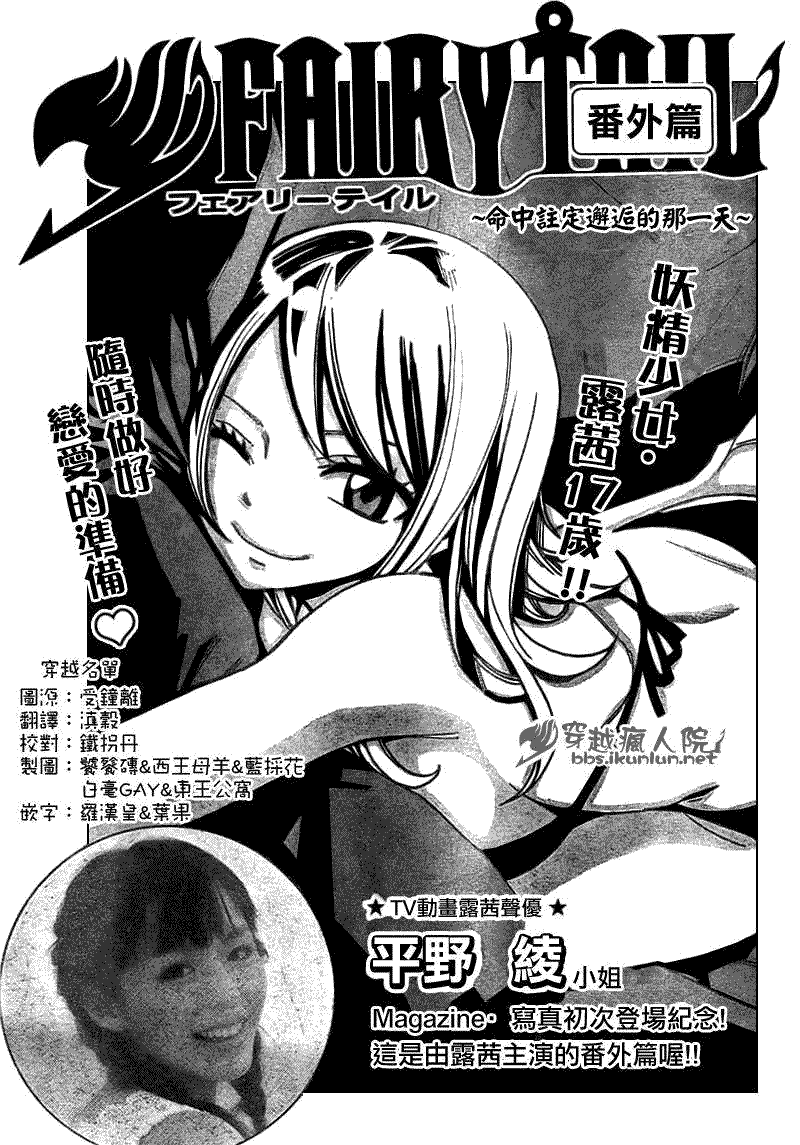 FAIRY TAIL
番外篇
フェアリーテイル
~命中註定邂逅的那一天~
妖精少女・
露茜17歲!!
隨時做好
戀愛的準備♡
穿越名單
圖源：受鐘離
翻譯：滇穀
校對：鐵拐丹
製圖：饕餮磚&西王母羊&藍採花
白毫GAY&東王公窩
嵌字：羅漢皇&葉果
穿越瘋人院
bbs.ikunlun.net
★ TV動畫露茜聲優 ★
平野 綾 小姐
Magazine・寫真初次登場紀念!
這是由露茜主演的番外篇喔!!